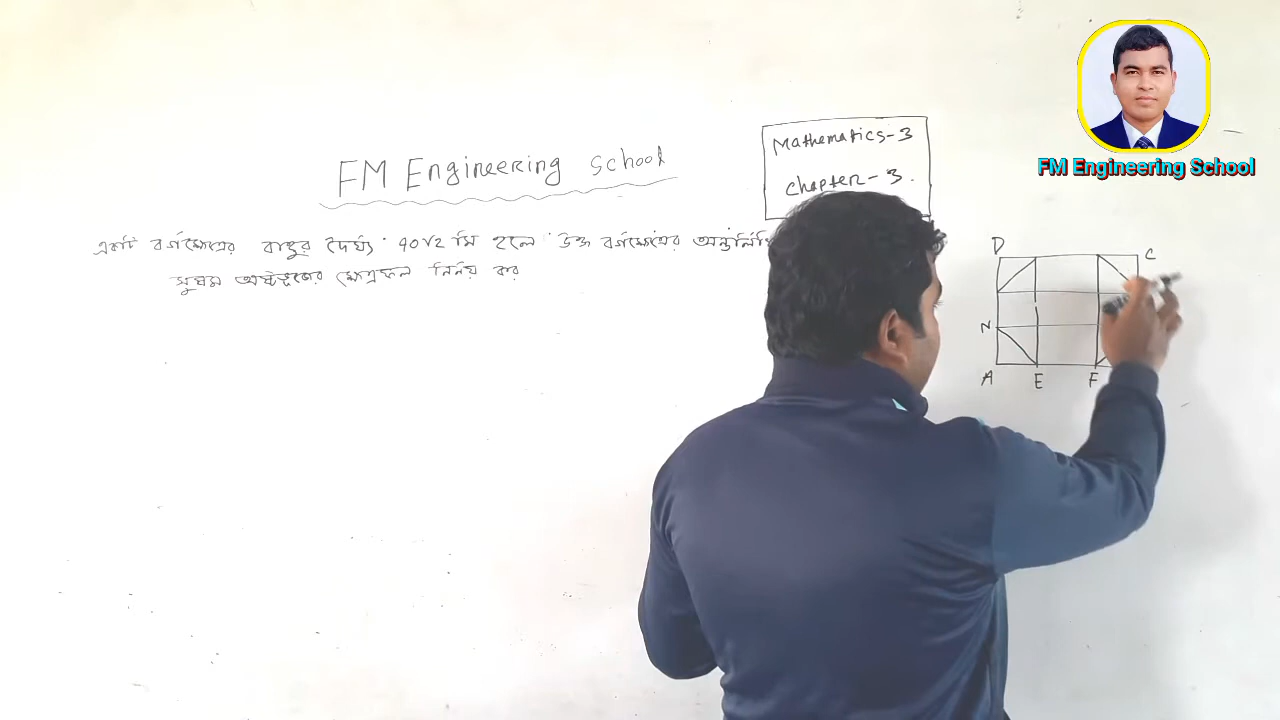 FM Engineering School
Mathematics-3
Chapter-3.
একটি বর্গক্ষেত্রের বাহুর দৈর্ঘ্য 40√2 মি হলে উক্ত বর্গক্ষেত্রের
সুষম অষ্টভুজের ক্ষেত্রফল নির্নয় কর
D C
N
A E F
FM Engineering School